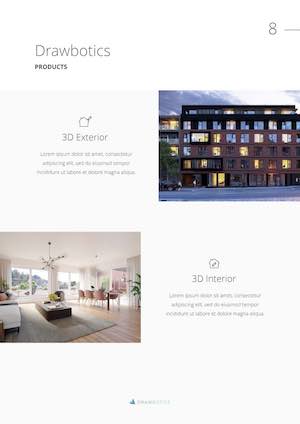 8
Drawbotics
PRODUCTS
3D Exterior
Lorem ipsum dolor sit amet, consectetur
adipiscing elit, sed do eiusmod tempor
incididunt ut labore et dolore magna aliqua.
3D Interior
Lorem ipsum dolor sit amet, consectetur
adipiscing elit, sed do eiusmod tempor
incididunt ut labore et dolore magna aliqua.
DRAWBOTICS